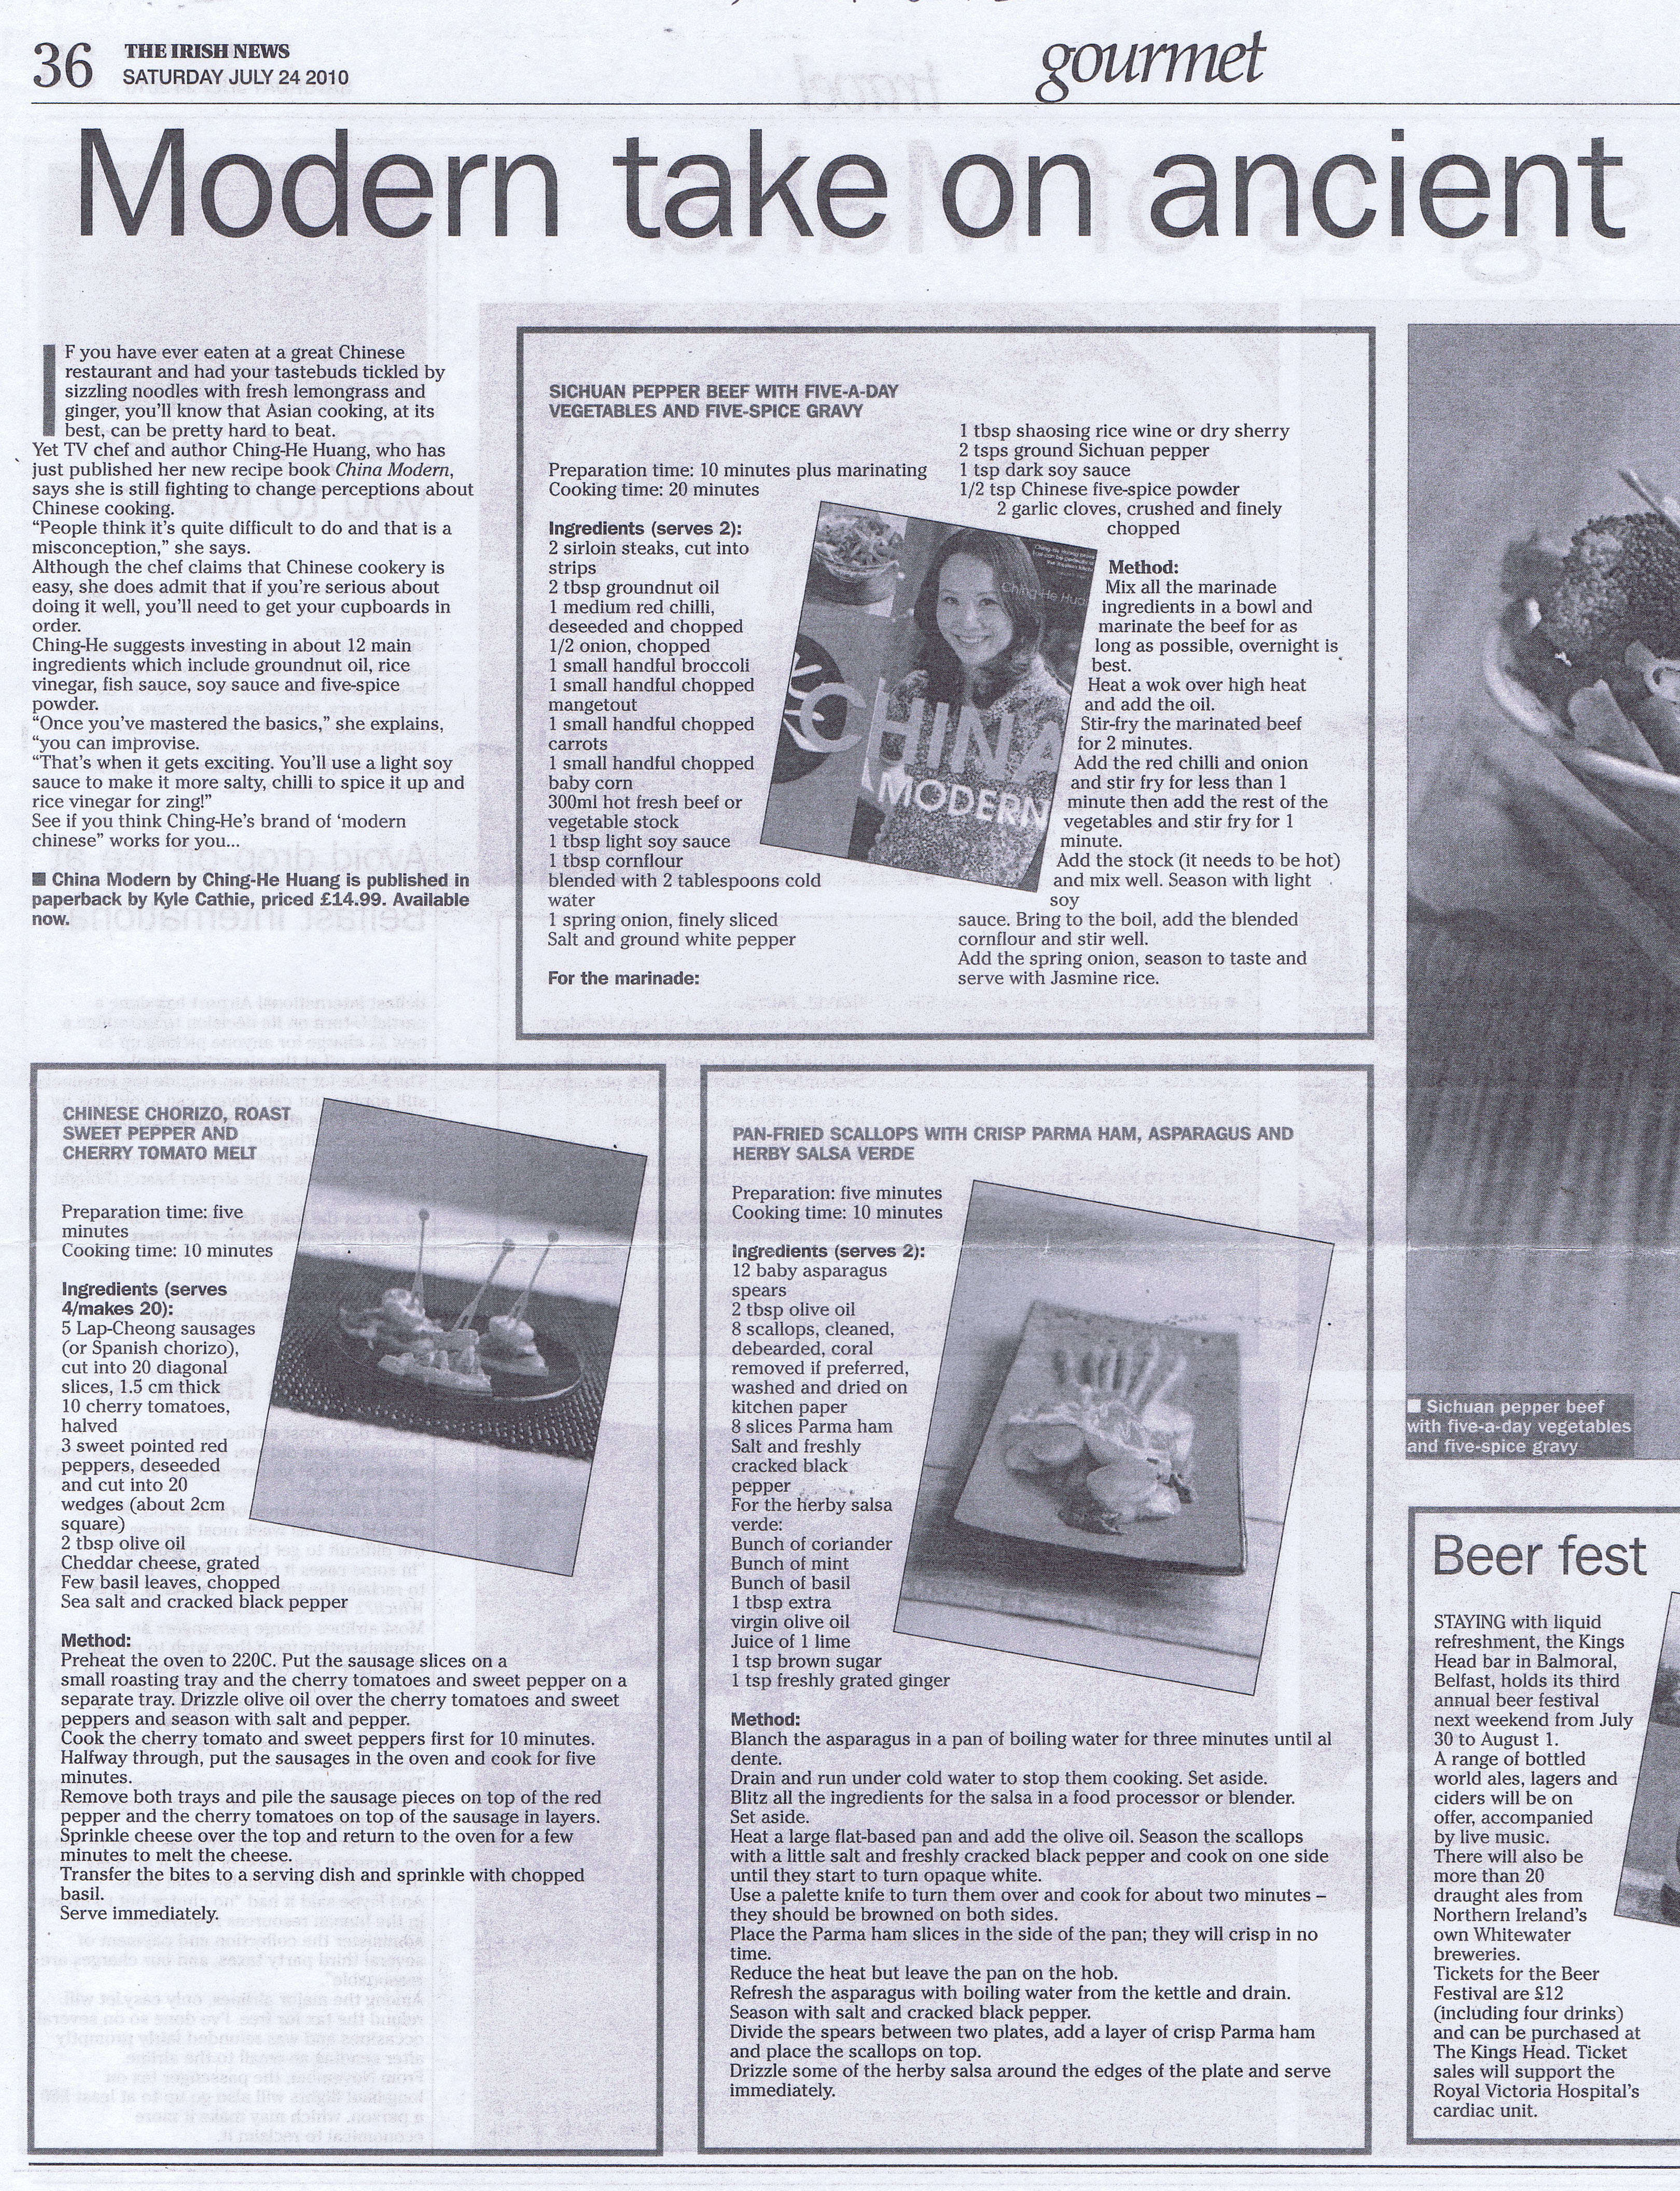 36
THE IRISH NEWS
SATURDAY JULY 24 2010
gourmet
Modern take on ancient
IF you have ever eaten at a great Chinese
restaurant and had your tastebuds tickled by
sizzling noodles with fresh lemongrass and
ginger, you'll know that Asian cooking, at its
best, can be pretty hard to beat.
Yet TV chef and author Ching-He Huang, who has
just published her new recipe book China Modern,
says she is still fighting to change perceptions about
Chinese cooking.
“People think it's quite difficult to do and that is a
misconception,” she says.
Although the chef claims that Chinese cookery is
easy, she does admit that if you're serious about
doing it well, you'll need to get your cupboards in
order.
Ching-He suggests investing in about 12 main
ingredients which include groundnut oil, rice
vinegar, fish sauce, soy sauce and five-spice
powder.
“Once you've mastered the basics,” she explains,
“you can improvise.
“That's when it gets exciting. You'll use a light soy
sauce to make it more salty, chilli to spice it up and
rice vinegar for zing!”
See if you think Ching-He's brand of ‘modern
chinese” works for you...
■ China Modern by Ching-He Huang is published in
paperback by Kyle Cathie, priced £14.99. Available
now.
SICHUAN PEPPER BEEF WITH FIVE-A-DAY
VEGETABLES AND FIVE-SPICE GRAVY
Preparation time: 10 minutes plus marinating
Cooking time: 20 minutes
Ingredients (serves 2):
2 sirloin steaks, cut into
strips
2 tbsp groundnut oil
1 medium red chilli,
deseeded and chopped
1/2 onion, chopped
1 small handful broccoli
1 small handful chopped
mangetout
1 small handful chopped
carrots
1 small handful chopped
baby corn
300ml hot fresh beef or
vegetable stock
1 tbsp light soy sauce
1 tbsp cornflour
blended with 2 tablespoons cold
water
1 spring onion, finely sliced
Salt and ground white pepper
For the marinade:
1 tbsp shaosing rice wine or dry sherry
2 tsps ground Sichuan pepper
1 tsp dark soy sauce
1/2 tsp Chinese five-spice powder
2 garlic cloves, crushed and finely
chopped
Method:
Mix all the marinade
ingredients in a bowl and
marinate the beef for as
long as possible, overnight is
best.
Heat a wok over high heat
and add the oil.
Stir-fry the marinated beef
for 2 minutes.
Add the red chilli and onion
and stir fry for less than 1
minute then add the rest of the
vegetables and stir fry for 1
minute.
Add the stock (it needs to be hot)
and mix well. Season with light
soy
sauce. Bring to the boil, add the blended
cornflour and stir well.
Add the spring onion, season to taste and
serve with Jasmine rice.
Ching-He Hua
CHINA
MODERN
CHINESE CHORIZO, ROAST
SWEET PEPPER AND
CHERRY TOMATO MELT
Preparation time: five
minutes
Cooking time: 10 minutes
Ingredients (serves
4/makes 20):
5 Lap-Cheong sausages
(or Spanish chorizo),
cut into 20 diagonal
slices, 1.5 cm thick
10 cherry tomatoes,
halved
3 sweet pointed red
peppers, deseeded
and cut into 20
wedges (about 2cm
square)
2 tbsp olive oil
Cheddar cheese, grated
Few basil leaves, chopped
Sea salt and cracked black pepper
Method:
Preheat the oven to 220C. Put the sausage slices on a
small roasting tray and the cherry tomatoes and sweet pepper on a
separate tray. Drizzle olive oil over the cherry tomatoes and sweet
peppers and season with salt and pepper.
Cook the cherry tomato and sweet peppers first for 10 minutes.
Halfway through, put the sausages in the oven and cook for five
minutes.
Remove both trays and pile the sausage pieces on top of the red
pepper and the cherry tomatoes on top of the sausage in layers.
Sprinkle cheese over the top and return to the oven for a few
minutes to melt the cheese.
Transfer the bites to a serving dish and sprinkle with chopped
basil.
Serve immediately.
PAN-FRIED SCALLOPS WITH CRISP PARMA HAM, ASPARAGUS AND
HERBY SALSA VERDE
Preparation: five minutes
Cooking time: 10 minutes
Ingredients (serves 2):
12 baby asparagus
spears
2 tbsp olive oil
8 scallops, cleaned,
debearded, coral
removed if preferred,
washed and dried on
kitchen paper
8 slices Parma ham
Salt and freshly
cracked black
pepper
For the herby salsa
verde:
Bunch of coriander
Bunch of mint
Bunch of basil
1 tbsp extra
virgin olive oil
Juice of 1 lime
1 tsp brown sugar
1 tsp freshly grated ginger
Method:
Blanch the asparagus in a pan of boiling water for three minutes until al
dente.
Drain and run under cold water to stop them cooking. Set aside.
Blitz all the ingredients for the salsa in a food processor or blender.
Set aside.
Heat a large flat-based pan and add the olive oil. Season the scallops
with a little salt and freshly cracked black pepper and cook on one side
until they start to turn opaque white.
Use a palette knife to turn them over and cook for about two minutes –
they should be browned on both sides.
Place the Parma ham slices in the side of the pan; they will crisp in no
time.
Reduce the heat but leave the pan on the hob.
Refresh the asparagus with boiling water from the kettle and drain.
Season with salt and cracked black pepper.
Divide the spears between two plates, add a layer of crisp Parma ham
and place the scallops on top.
Drizzle some of the herby salsa around the edges of the plate and serve
immediately.
■ Sichuan pepper beef
with five-a-day vegetables
and five-spice gravy
Beer fest
STAYING with liquid
refreshment, the Kings
Head bar in Balmoral,
Belfast, holds its third
annual beer festival
next weekend from July
30 to August 1.
A range of bottled
world ales, lagers and
ciders will be on
offer, accompanied
by live music.
There will also be
more than 20
draught ales from
Northern Ireland's
own Whitewater
breweries.
Tickets for the Beer
Festival are £12
(including four drinks)
and can be purchased at
The Kings Head. Ticket
sales will support the
Royal Victoria Hospital's
cardiac unit.